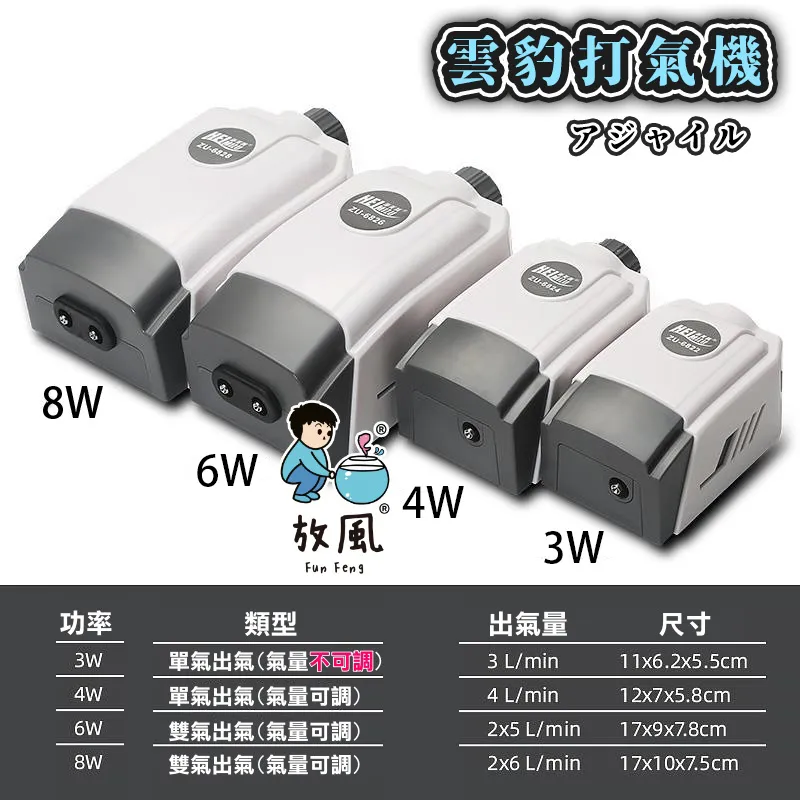 雲豹打氣機
アジャイル
ZU-6828
ZU-6826
ZU-6824
ZU-6822
8W
6W
4W
3W
放風
Fun Feng
功率 類型 出氣量 尺寸
3W 單氣出氣(氣量不可調) 3 L/min 11x6.2x5.5cm
4W 單氣出氣(氣量可調) 4 L/min 12x7x5.8cm
6W 雙氣出氣(氣量可調) 2x5 L/min 17x9x7.8cm
8W 雙氣出氣(氣量可調) 2x6 L/min 17x10x7.5cm